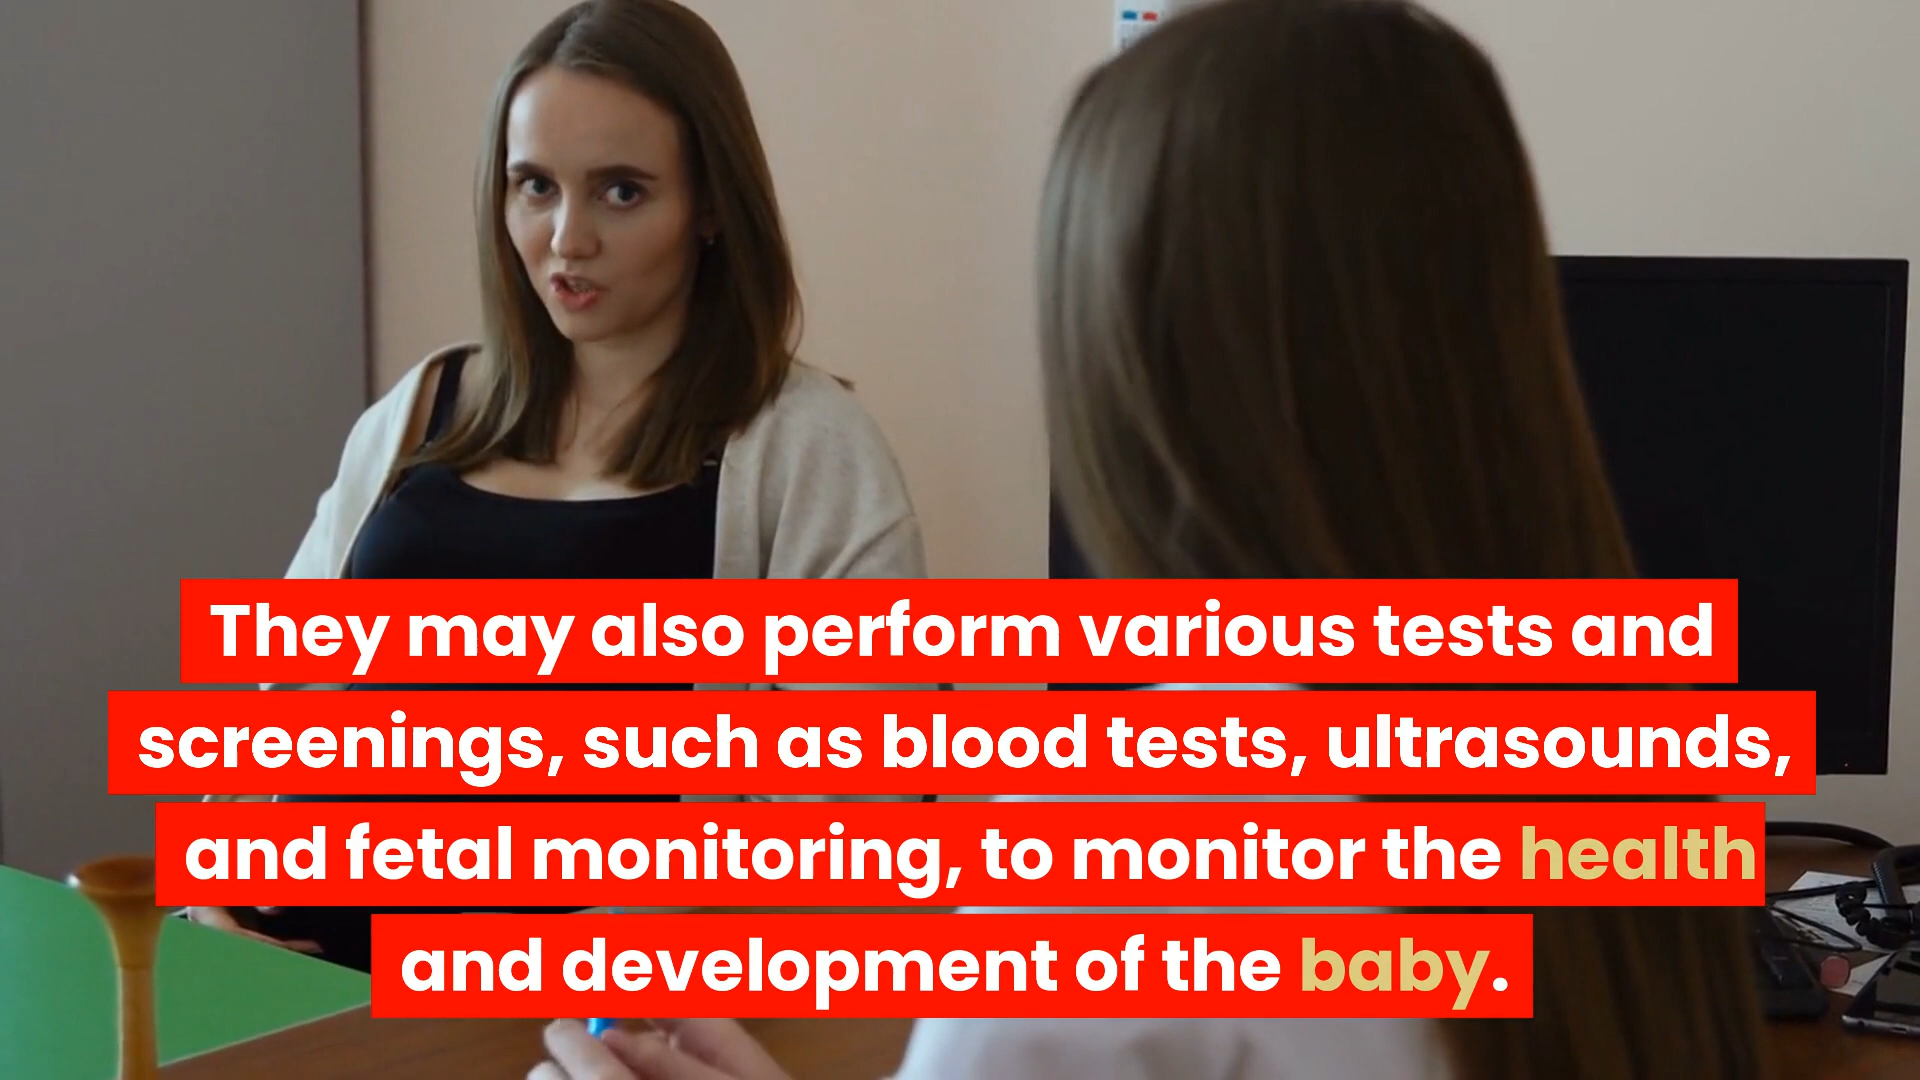 They may also perform various tests and
screenings, such as blood tests, ultrasounds,
and fetal monitoring, to monitor the health
and development of the baby.